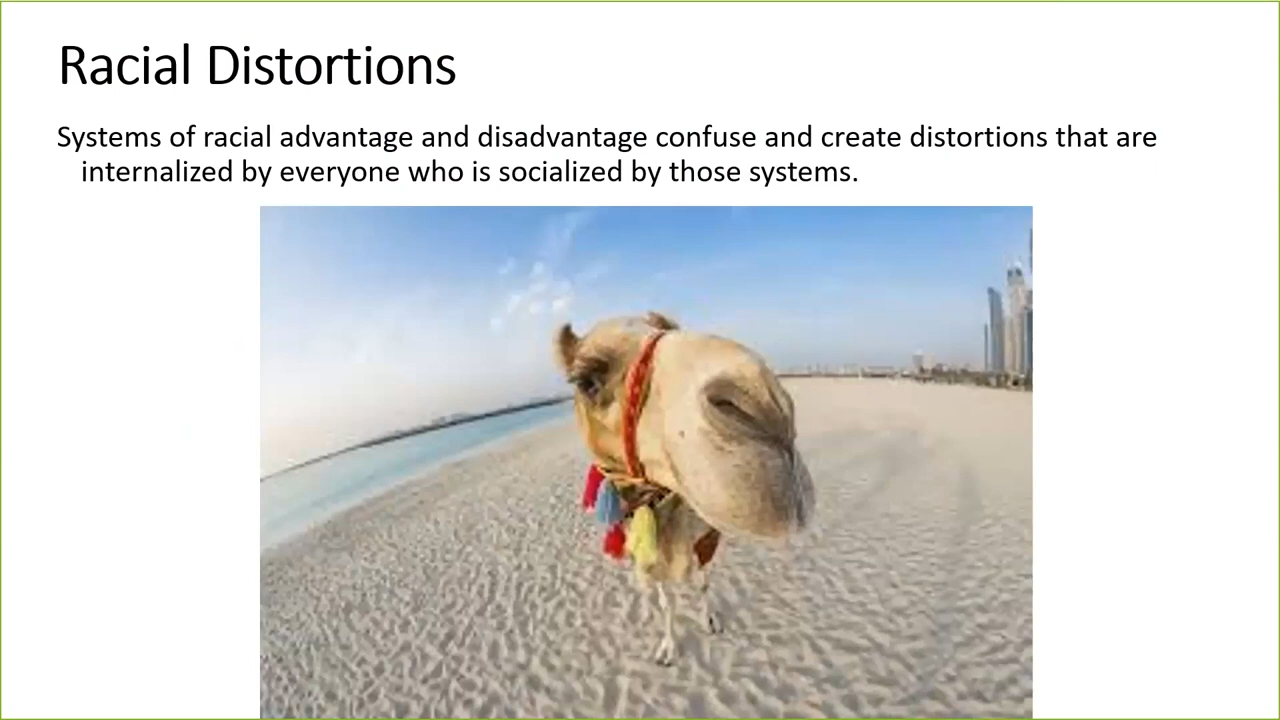 Racial Distortions
Systems of racial advantage and disadvantage confuse and create distortions that are
internalized by everyone who is socialized by those systems.